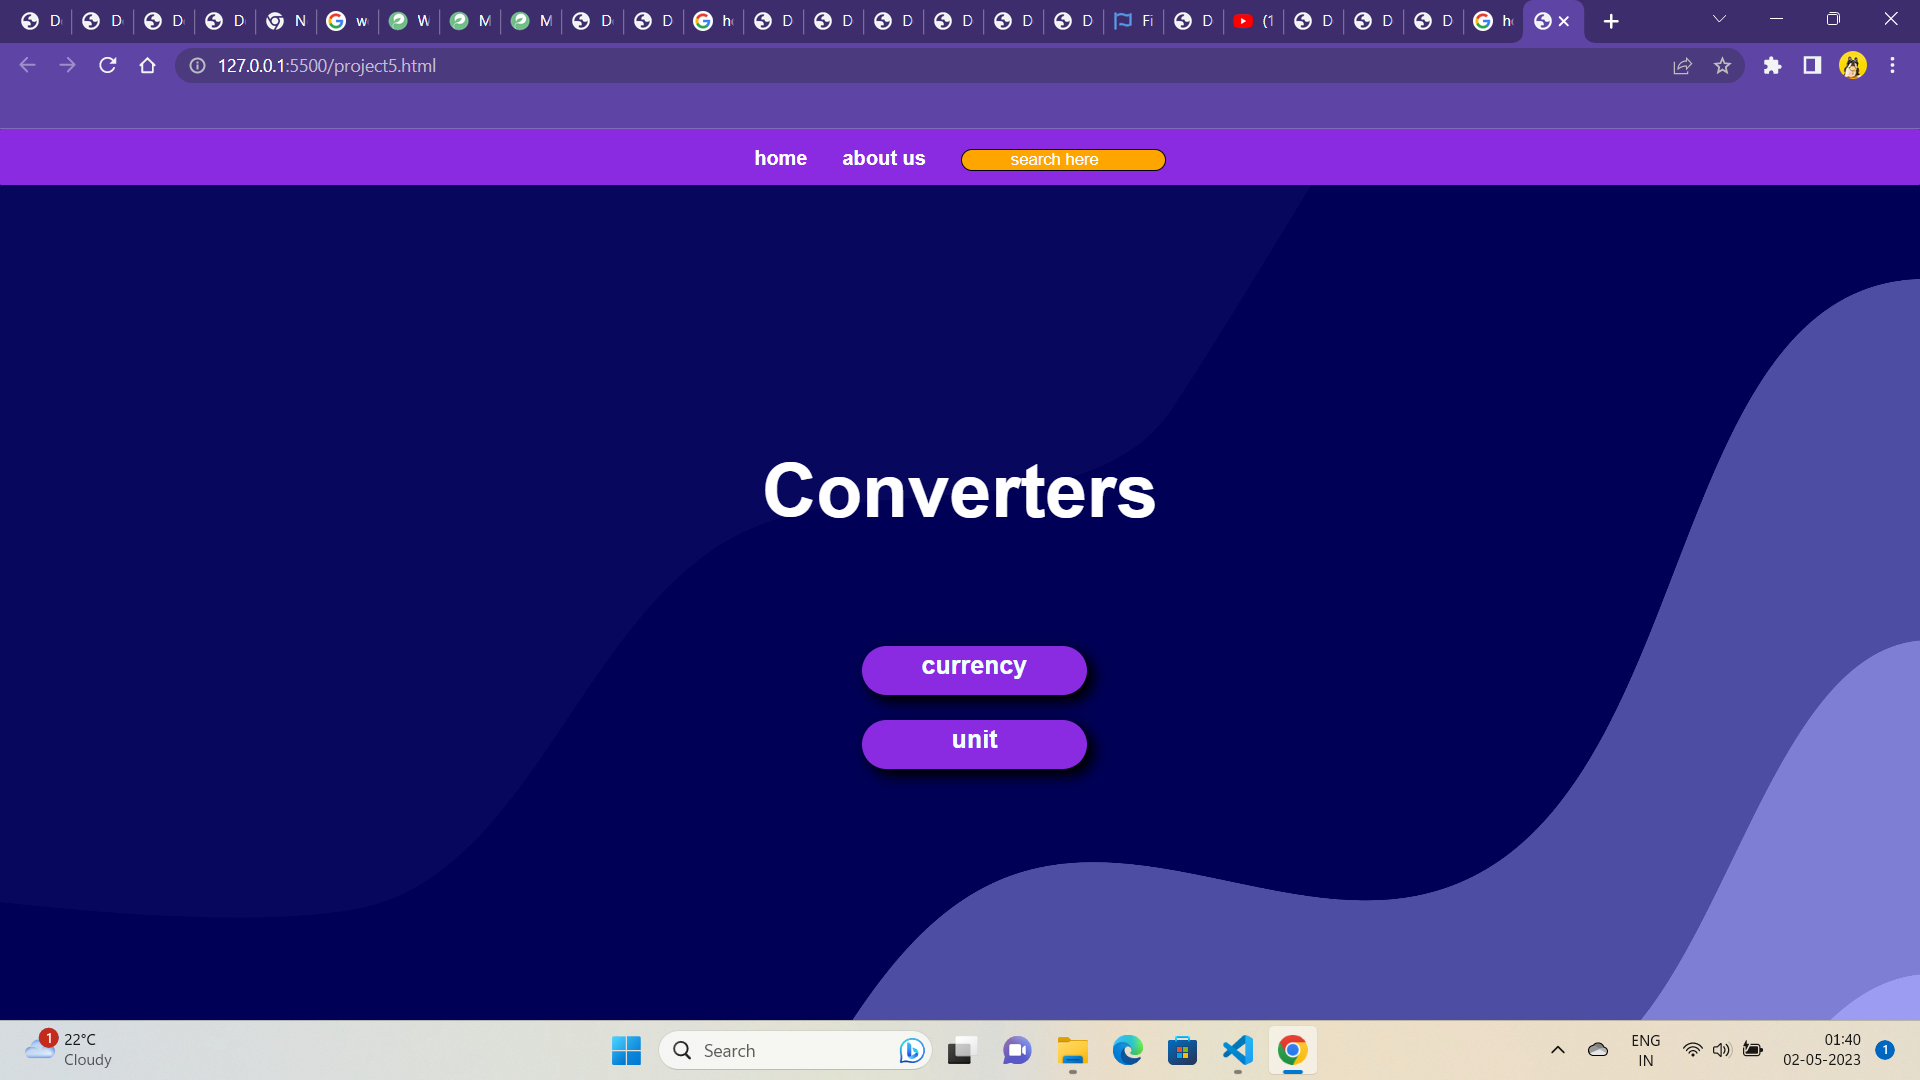 D D D D N G w W M M D D h D D D D D D Fi D (1 D D D h
127.0.0.1:5500/project5.html
home about us search here
Converters
currency
unit
1 22°C
Cloudy
Search
ENG
IN
01:40
02-05-2023
1